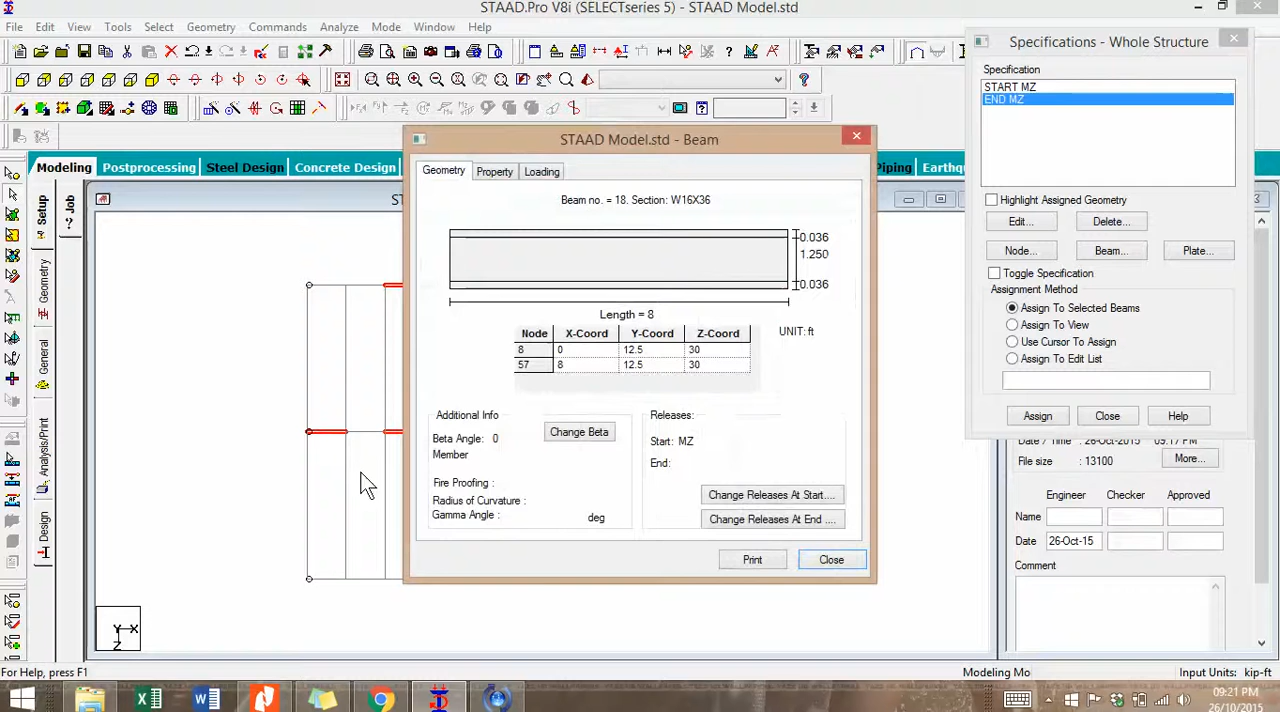 STAAD.Pro V8i (SELECTseries 5) - STAAD Model.std
File Edit View Tools Select Geometry Commands Analyze Mode Window Help
Specifications - Whole Structure
Specification
START MZ
END MZ
Highlight Assigned Geometry
Edit... Delete...
Node... Beam... Plate...
Toggle Specification
Assignment Method
Assign To Selected Beams
Assign To View
Use Cursor To Assign
Assign To Edit List
Assign Close Help
Modeling Postprocessing Steel Design Concrete Design Piping Earthq
Job
Setup
Geometry
General
Analysis/Print
Design
STAAD Model.std - Beam
Geometry Property Loading
Beam no. = 18. Section: W16X36
0.036
1.250
0.036
Length = 8
UNIT: ft
Node X-Coord Y-Coord Z-Coord
8 0 12.5 30
57 8 12.5 30
Additional Info
Beta Angle: 0
Change Beta
Member
Fire Proofing :
Radius of Curvature :
Gamma Angle : deg
Releases:
Start: MZ
End:
Change Releases At Start....
Change Releases At End ....
Print Close
Date / Time : 26-Oct-2015 09:17 PM
File size : 13100
More...
Engineer Checker Approved
Name
Date 26-Oct-15
Comment
Y X
Z
For Help, press F1
Modeling Mo
Input Units: kip-ft
09:21 PM
26/10/2015